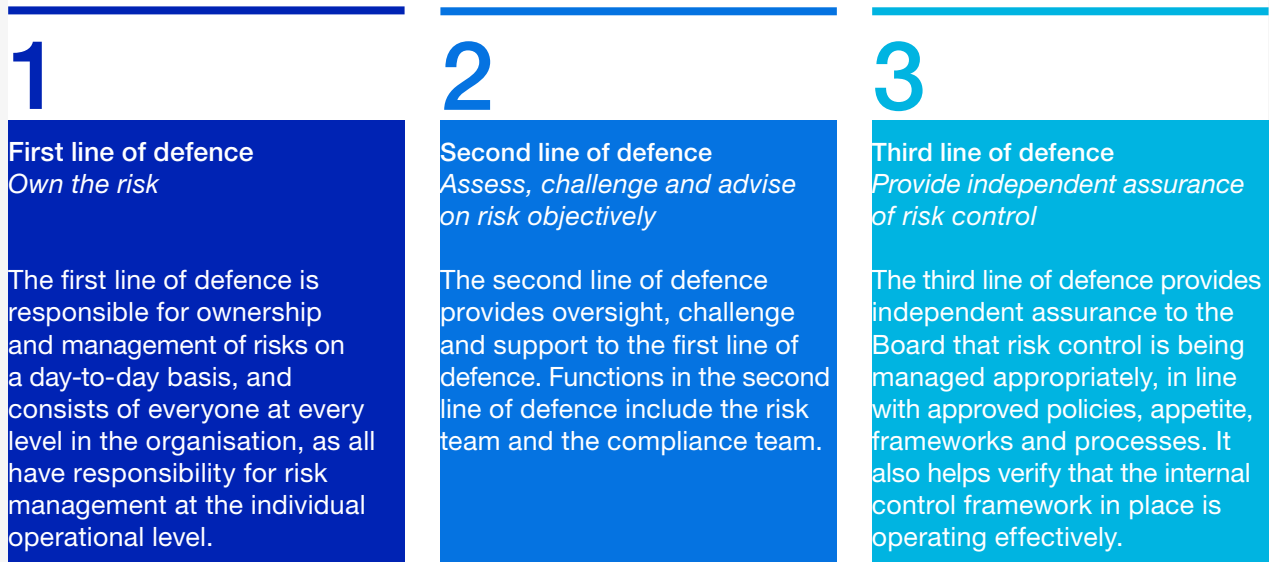 1
First line of defence
Own the risk
The first line of defence is
responsible for ownership
and management of risks on
a day-to-day basis, and
consists of everyone at every
level in the organisation, as all
have responsibility for risk
management at the individual
operational level.
2
Second line of defence
Assess, challenge and advise
on risk objectively
The second line of defence
provides oversight, challenge
and support to the first line of
defence. Functions in the second
line of defence include the risk
team and the compliance team.
3
Third line of defence
Provide independent assurance
of risk control
The third line of defence provides
independent assurance to the
Board that risk control is being
managed appropriately, in line
with approved policies, appetite,
frameworks and processes. It
also helps verify that the internal
control framework in place is
operating effectively.